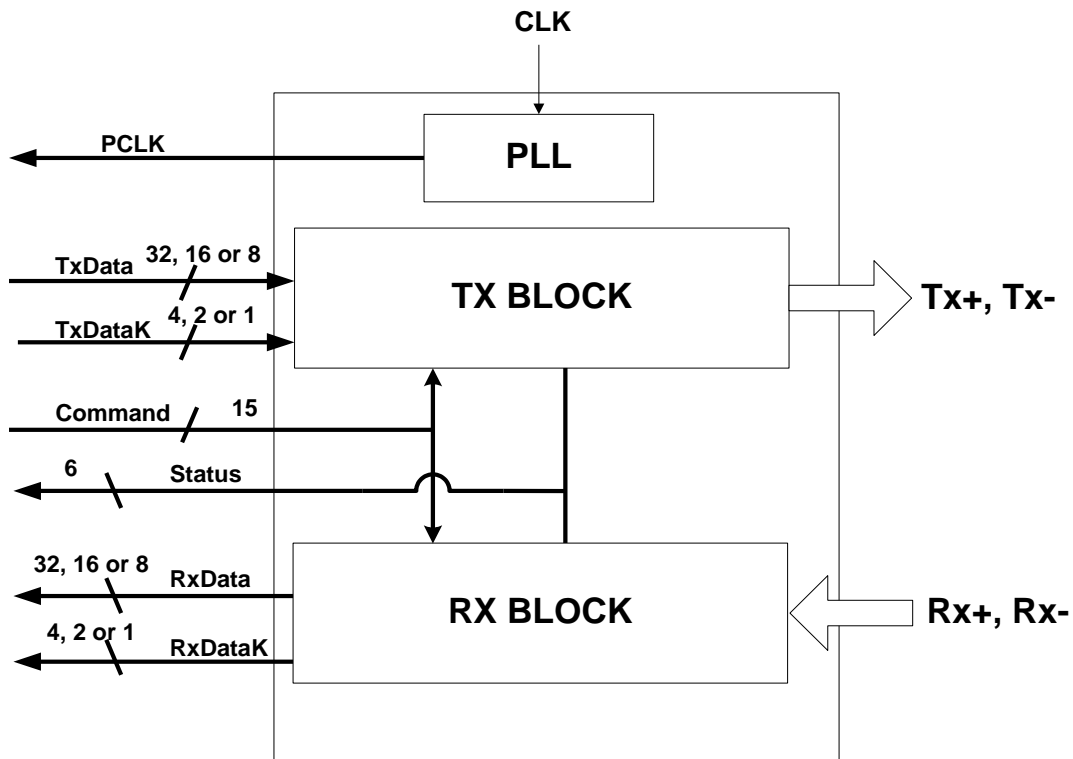 CLK
PCLK
PLL
32, 16 or 8
TxData
TX BLOCK
Tx+, Tx-
4, 2 or 1
TxDataK
Command
15
6
Status
32, 16 or 8
RxData
RX BLOCK
Rx+, Rx-
4, 2 or 1
RxDataK